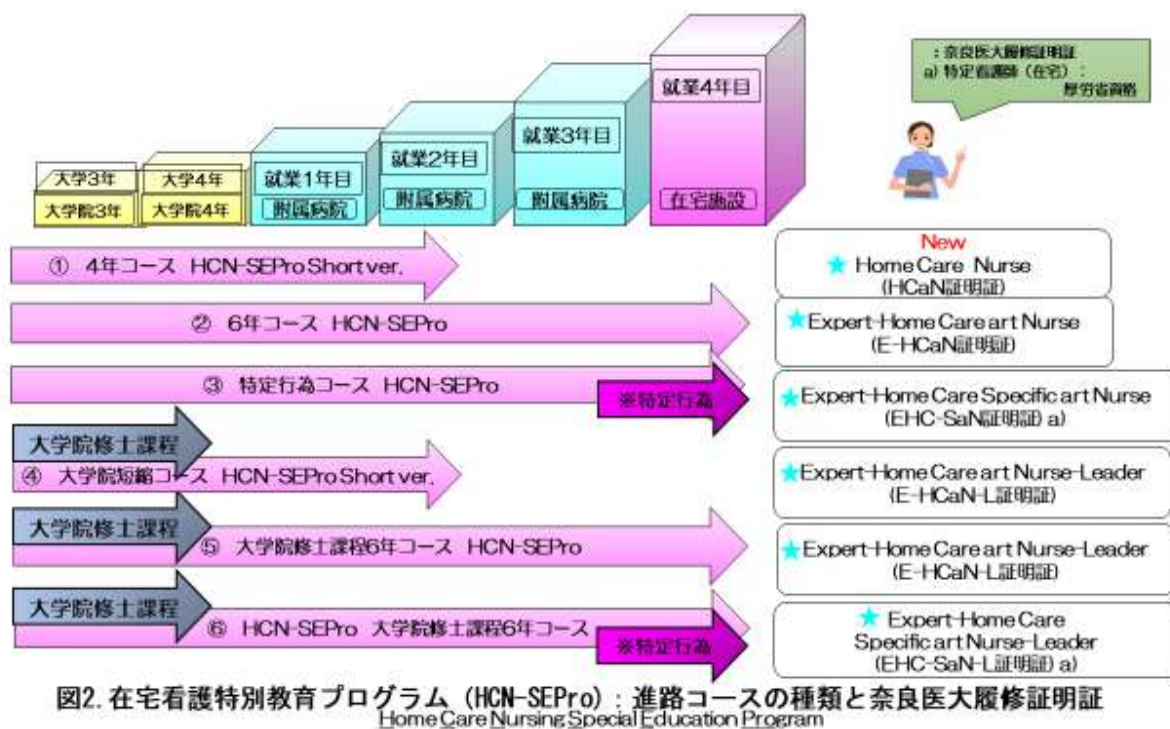 就業4年目
：奈良医大履修証明証
a) 特定看護師（在宅）：
厚労省資格
就業3年目
就業2年目
大学3年
大学4年
就業1年目
大学院3年
大学院4年
附属病院
附属病院
附属病院
在宅施設
① 4年コース HCN-SEPro Short ver.
New
★ Home Care Nurse
(HCaN証明証)
② 6年コース HCN-SEPro
★Expert-Home Care art Nurse
(E-HCaN証明証)
③ 特定行為コース HCN-SEPro
※特定行為
★Expert-Home Care Specific art Nurse
(EHC-SaN証明証) a)
大学院修士課程
④ 大学院短縮コース HCN-SEPro Short ver.
★Expert-Home Care art Nurse-Leader
(E-HCaN-L証明証)
大学院修士課程
⑤ 大学院修士課程6年コース HCN-SEPro
★Expert-Home Care art Nurse-Leader
(E-HCaN-L証明証)
大学院修士課程
⑥ HCN-SEPro 大学院修士課程6年コース
※特定行為
★ Expert-Home Care
Specific art Nurse-Leader
(EHC-SaN-L証明証) a)
図2. 在宅看護特別教育プログラム（HCN-SEPro）：進路コースの種類と奈良医大履修証明証
Home Care Nursing Special Education Program